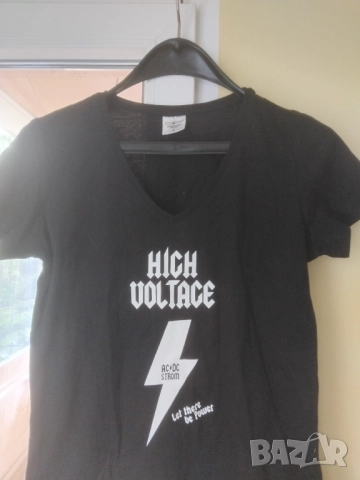 HIGH
VOLTAGE
AC⚡DC
STROM
Let there
be Power
BAZAR